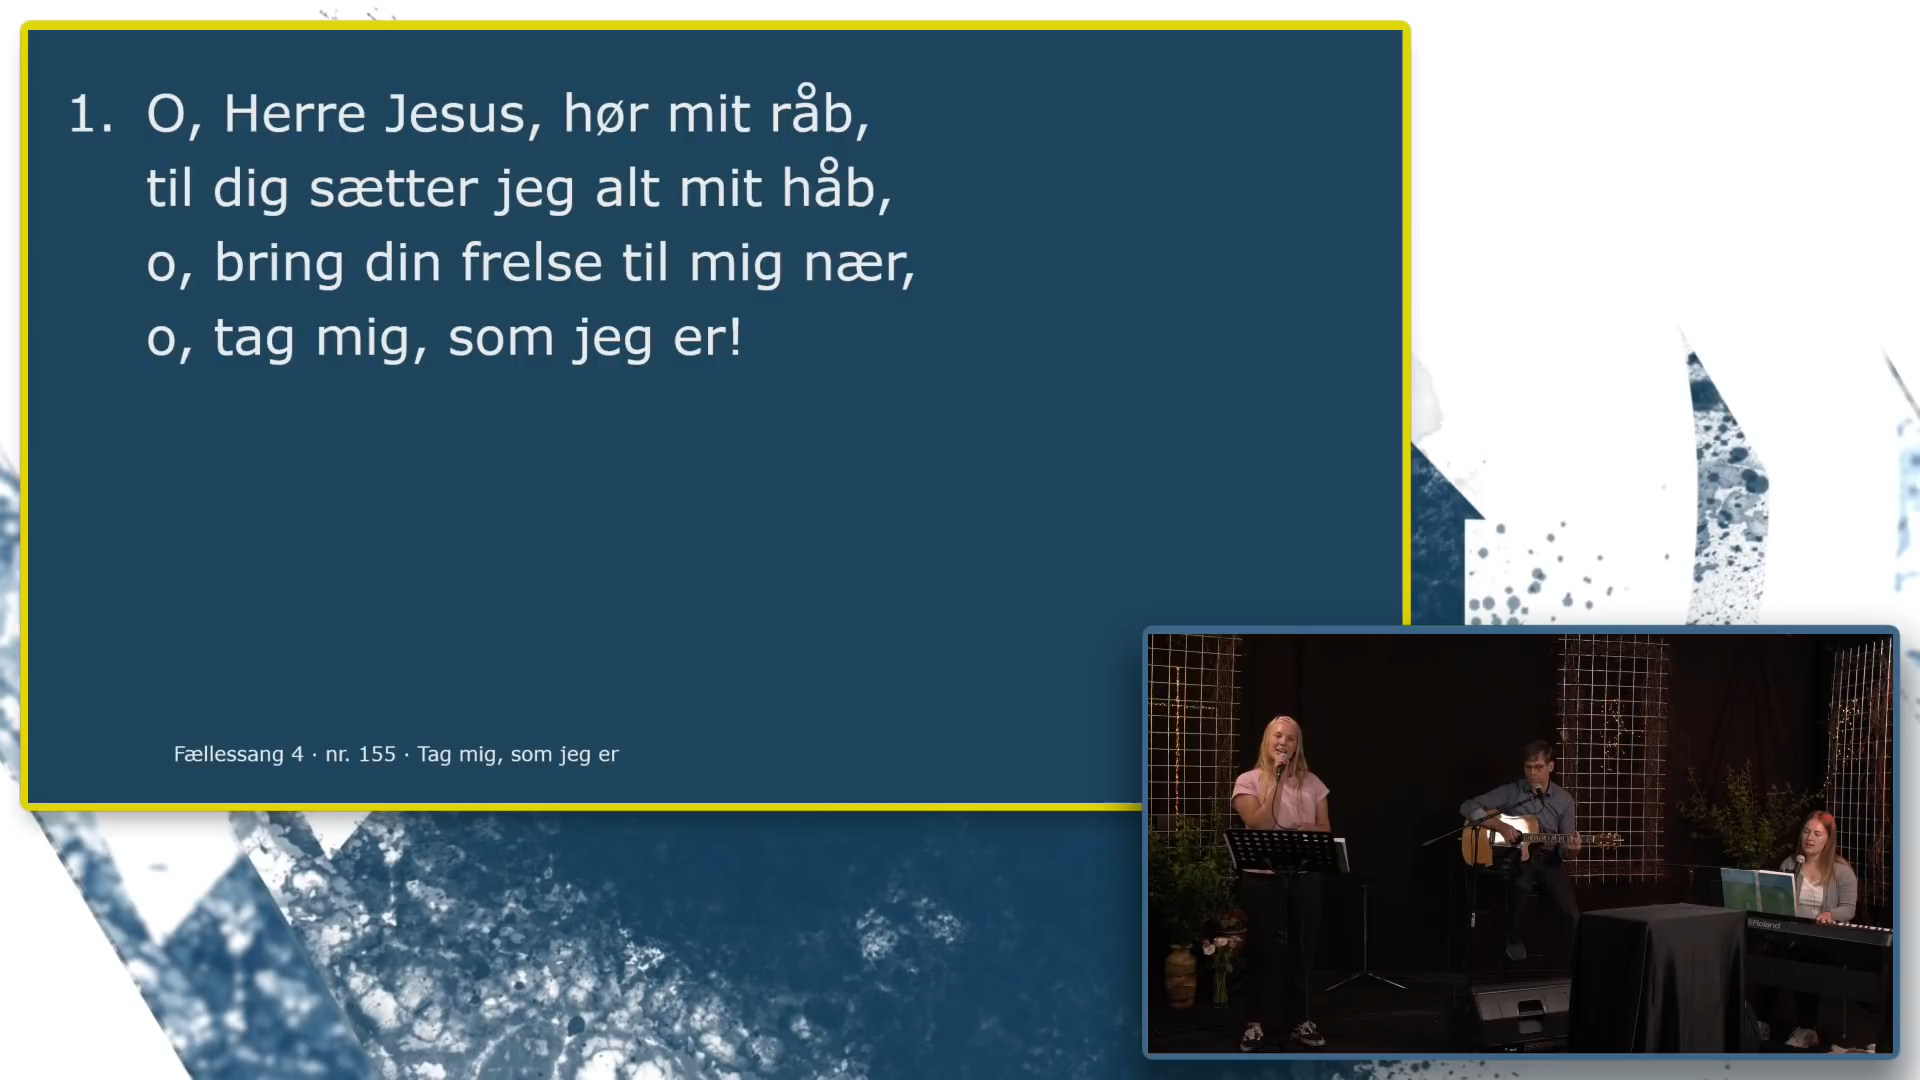 1. O, Herre Jesus, hør mit råb,
til dig sætter jeg alt mit håb,
o, bring din frelse til mig nær,
o, tag mig, som jeg er!
Fællessang 4 · nr. 155 · Tag mig, som jeg er
Roland